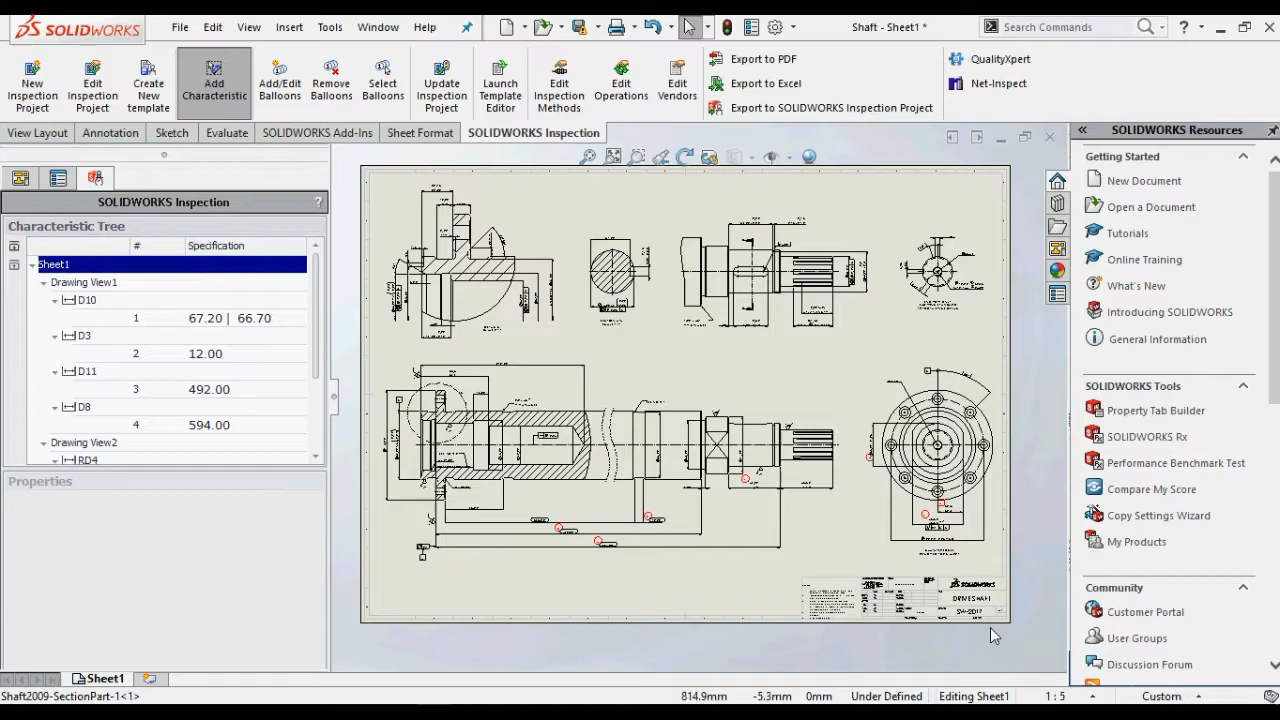 SOLIDWORKS
File Edit View Insert Tools Window Help
Shaft - Sheet1 *
Search Commands
?
New Inspection Project
Edit Inspection Project
Create New template
Add Characteristic
Add/Edit Balloons
Remove Balloons
Select Balloons
Update Inspection Project
Launch Template Editor
Edit Inspection Methods
Edit Operations
Edit Vendors
Export to PDF
Export to Excel
Export to SOLIDWORKS Inspection Project
QualityXpert
Net-Inspect
View Layout Annotation Sketch Evaluate SOLIDWORKS Add-Ins Sheet Format SOLIDWORKS Inspection
SOLIDWORKS Inspection ?
Characteristic Tree
# Specification
Sheet1
Drawing View1
D10
1 67.20 | 66.70
D3
2 12.00
D11
3 492.00
D8
4 594.00
Drawing View2
RD4
Properties
SOLIDWORKS
DRIVESHAFT
SW-2017
SOLIDWORKS Resources
Getting Started
New Document
Open a Document
Tutorials
Online Training
What's New
Introducing SOLIDWORKS
General Information
SOLIDWORKS Tools
Property Tab Builder
SOLIDWORKS Rx
Performance Benchmark Test
Compare My Score
Copy Settings Wizard
My Products
Community
Customer Portal
User Groups
Discussion Forum
Sheet1
Shaft2009-SectionPart-1<1>
814.9mm -5.3mm 0mm Under Defined Editing Sheet1 1 : 5 Custom